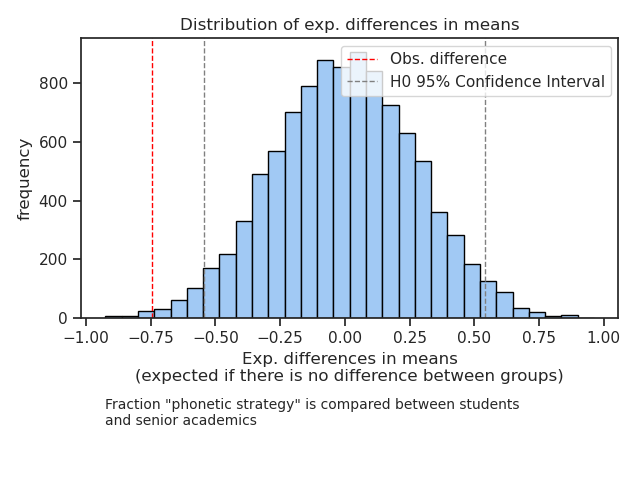 Distribution of exp. differences in means
Obs. difference
H0 95% Confidence Interval
frequency
800
600
400
200
0
−1.00 −0.75 −0.50 −0.25 0.00 0.25 0.50 0.75 1.00
Exp. differences in means
(expected if there is no difference between groups)
Fraction "phonetic strategy" is compared between students
and senior academics